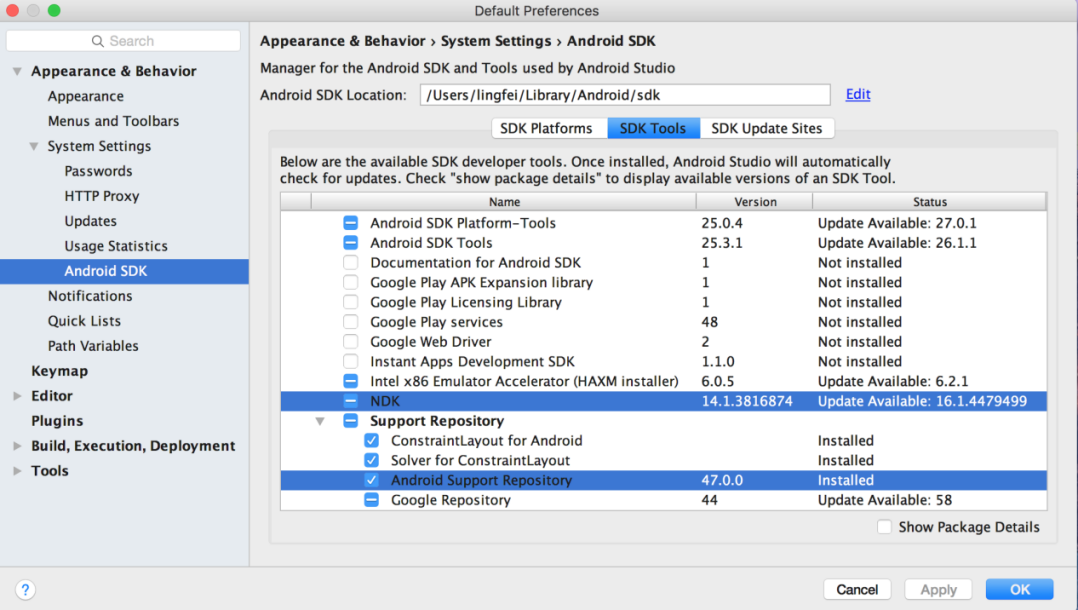 Default Preferences
Search
Appearance & Behavior
Appearance
Menus and Toolbars
System Settings
Passwords
HTTP Proxy
Updates
Usage Statistics
Android SDK
Notifications
Quick Lists
Path Variables
Keymap
Editor
Plugins
Build, Execution, Deployment
Tools
Appearance & Behavior › System Settings › Android SDK
Manager for the Android SDK and Tools used by Android Studio
Android SDK Location: /Users/lingfei/Library/Android/sdk Edit
SDK Platforms SDK Tools SDK Update Sites
Below are the available SDK developer tools. Once installed, Android Studio will automatically
check for updates. Check "show package details" to display available versions of an SDK Tool.
Name Version Status
Android SDK Platform-Tools 25.0.4 Update Available: 27.0.1
Android SDK Tools 25.3.1 Update Available: 26.1.1
Documentation for Android SDK 1 Not installed
Google Play APK Expansion library 1 Not installed
Google Play Licensing Library 1 Not installed
Google Play services 48 Not installed
Google Web Driver 2 Not installed
Instant Apps Development SDK 1.1.0 Not installed
Intel x86 Emulator Accelerator (HAXM installer) 6.0.5 Update Available: 6.2.1
NDK 14.1.3816874 Update Available: 16.1.4479499
Support Repository
ConstraintLayout for Android Installed
Solver for ConstraintLayout Installed
Android Support Repository 47.0.0 Installed
Google Repository 44 Update Available: 58
Show Package Details
? Cancel Apply OK